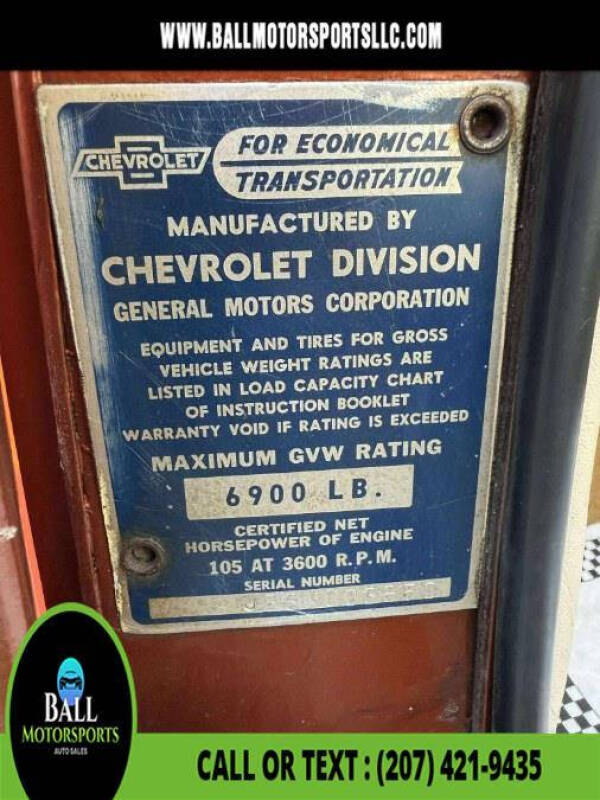 WWW.BALLMOTORSPORTSLLC.COM
CHEVROLET
FOR ECONOMICAL
TRANSPORTATION
MANUFACTURED BY
CHEVROLET DIVISION
GENERAL MOTORS CORPORATION
EQUIPMENT AND TIRES FOR GROSS
VEHICLE WEIGHT RATINGS ARE
LISTED IN LOAD CAPACITY CHART
OF INSTRUCTION BOOKLET
WARRANTY VOID IF RATING IS EXCEEDED
MAXIMUM GVW RATING
6900 LB.
CERTIFIED NET
HORSEPOWER OF ENGINE
105 AT 3600 R.P.M.
SERIAL NUMBER
BALL
MOTORSPORTS
AUTO SALES
CALL OR TEXT : (207) 421-9435